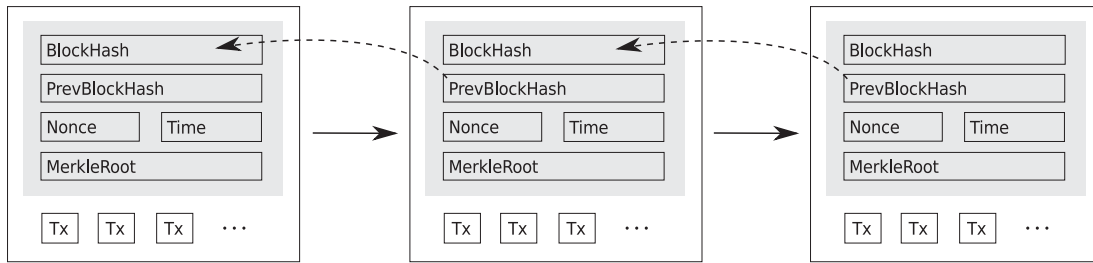 BlockHash
PrevBlockHash
Nonce Time
MerkleRoot
Tx Tx Tx ...
BlockHash
PrevBlockHash
Nonce Time
MerkleRoot
Tx Tx Tx ...
BlockHash
PrevBlockHash
Nonce Time
MerkleRoot
Tx Tx Tx ...